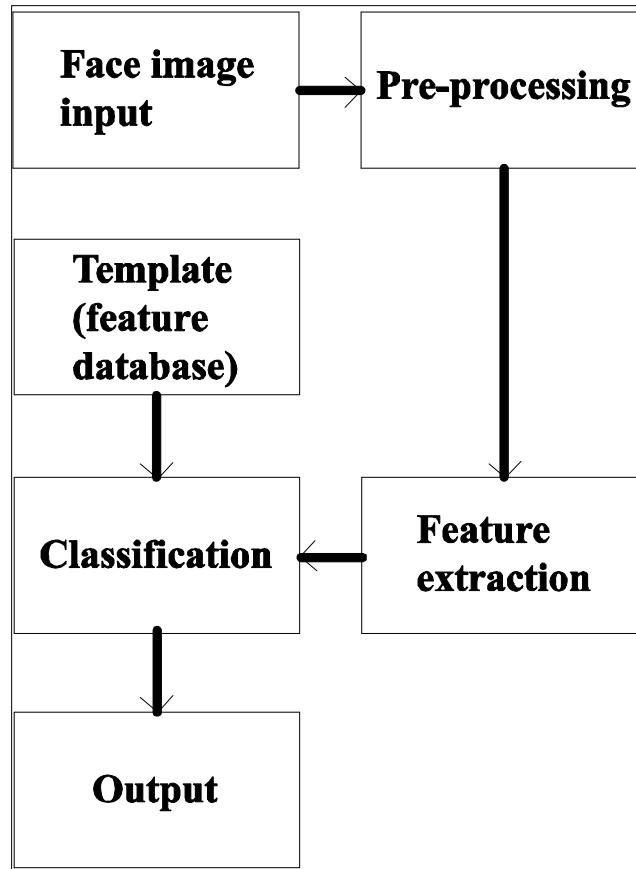 Face image
input
Pre-processing
Template
(feature
database)
Classification
Feature
extraction
Output